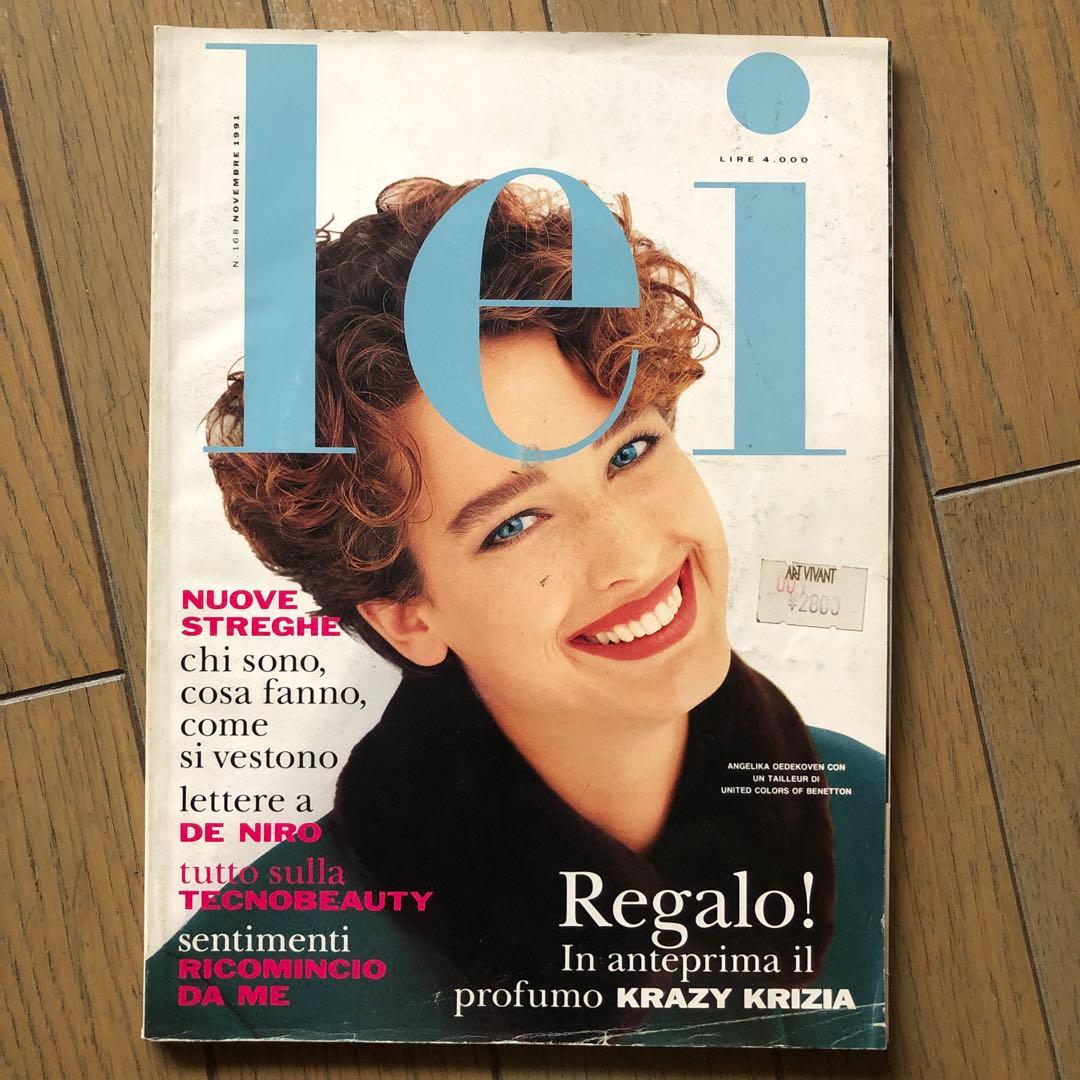 lei
N. 168 NOVEMBRE 1991
LIRE 4.000
ART VIVANT
001
¥2800
NUOVE
STREGHE
chi sono,
cosa fanno,
come
si vestono
lettere a
DE NIRO
tutto sulla
TECNOBEAUTY
sentimenti
RICOMINCIO
DA ME
ANGELIKA OEDEKOVEN CON
UN TAILLEUR DI
UNITED COLORS OF BENETTON
Regalo!
In anteprima il
profumo KRAZY KRIZIA